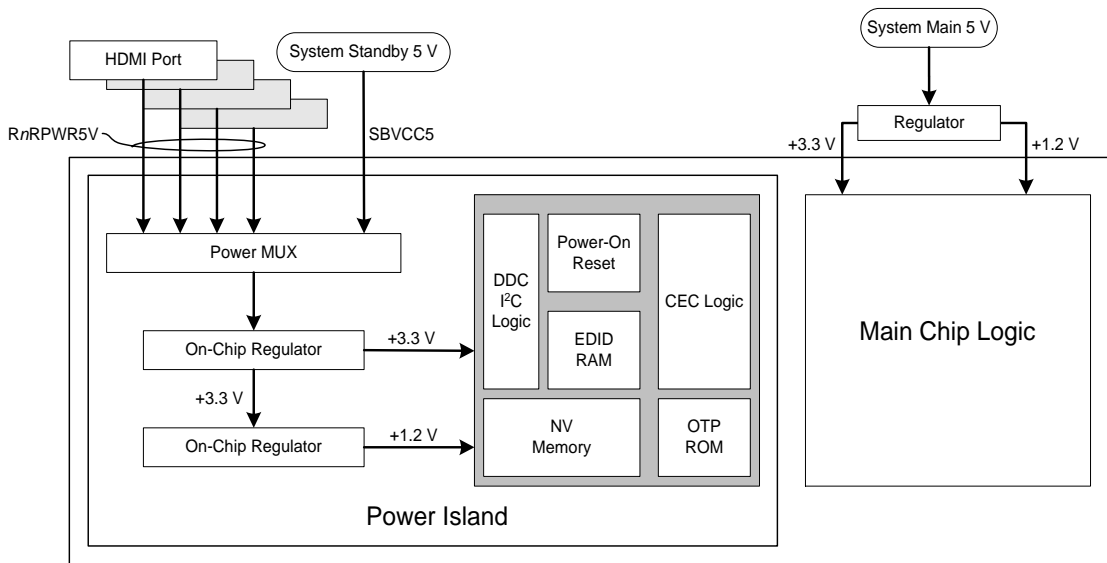 HDMI Port
System Standby 5 V
System Main 5 V
RnRPWR5V
SBVCC5
Regulator
+3.3 V
+1.2 V
Power MUX
DDC
I²C
Logic
Power-On
Reset
CEC Logic
EDID
RAM
Main Chip Logic
On-Chip Regulator
+3.3 V
+3.3 V
On-Chip Regulator
+1.2 V
NV
Memory
OTP
ROM
Power Island